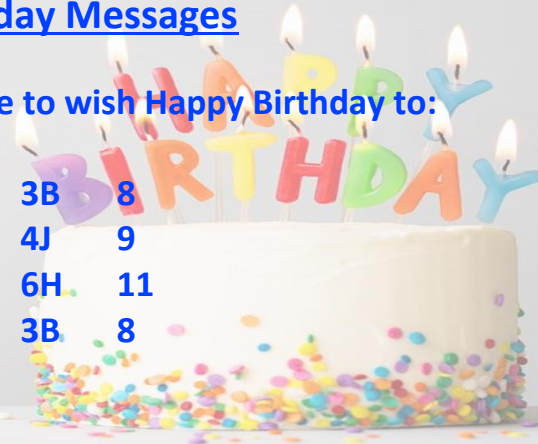 day Messages
e to wish Happy Birthday to:
HAPPY
BIRTHDAY
3B 8
4J 9
6H 11
3B 8